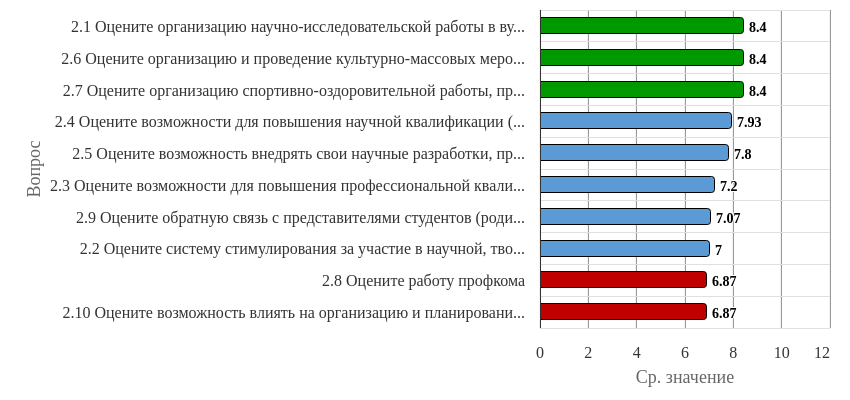 2.1 Оцените организацию научно-исследовательской работы в ву... 8.4
2.6 Оцените организацию и проведение культурно-массовых меро... 8.4
2.7 Оцените организацию спортивно-оздоровительной работы, пр... 8.4
2.4 Оцените возможности для повышения научной квалификации (... 7.93
2.5 Оцените возможность внедрять свои научные разработки, пр... 7.8
2.3 Оцените возможности для повышения профессиональной квали... 7.2
2.9 Оцените обратную связь с представителями студентов (роди... 7.07
2.2 Оцените систему стимулирования за участие в научной, тво... 7
2.8 Оцените работу профкома 6.87
2.10 Оцените возможность влиять на организацию и планировани... 6.87
Вопрос
0 2 4 6 8 10 12
Ср. значение